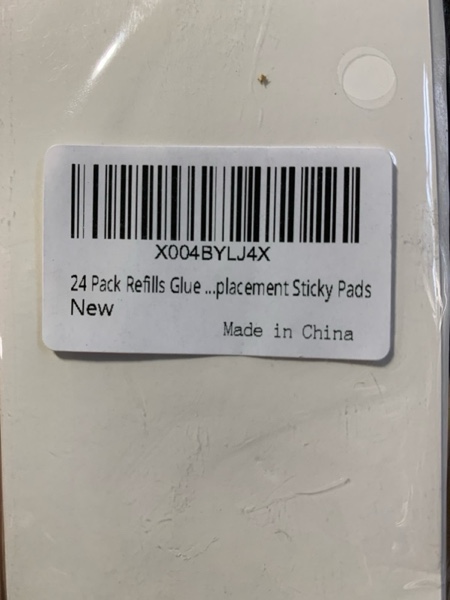 X004BYLJ4X
24 Pack Refills Glue ...placement Sticky Pads
New
Made in China